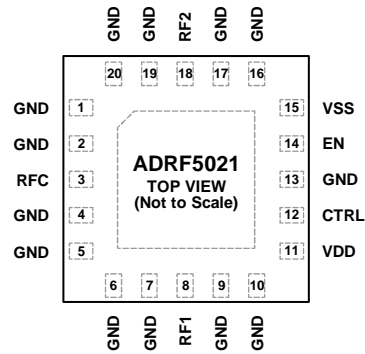 GND GND RF2 GND GND
20 19 18 17 16
GND 1 15 VSS
GND 2 14 EN
RFC 3 13 GND
GND 4 12 CTRL
GND 5 11 VDD
ADRF5021
TOP VIEW
(Not to Scale)
6 7 8 9 10
GND GND RF1 GND GND